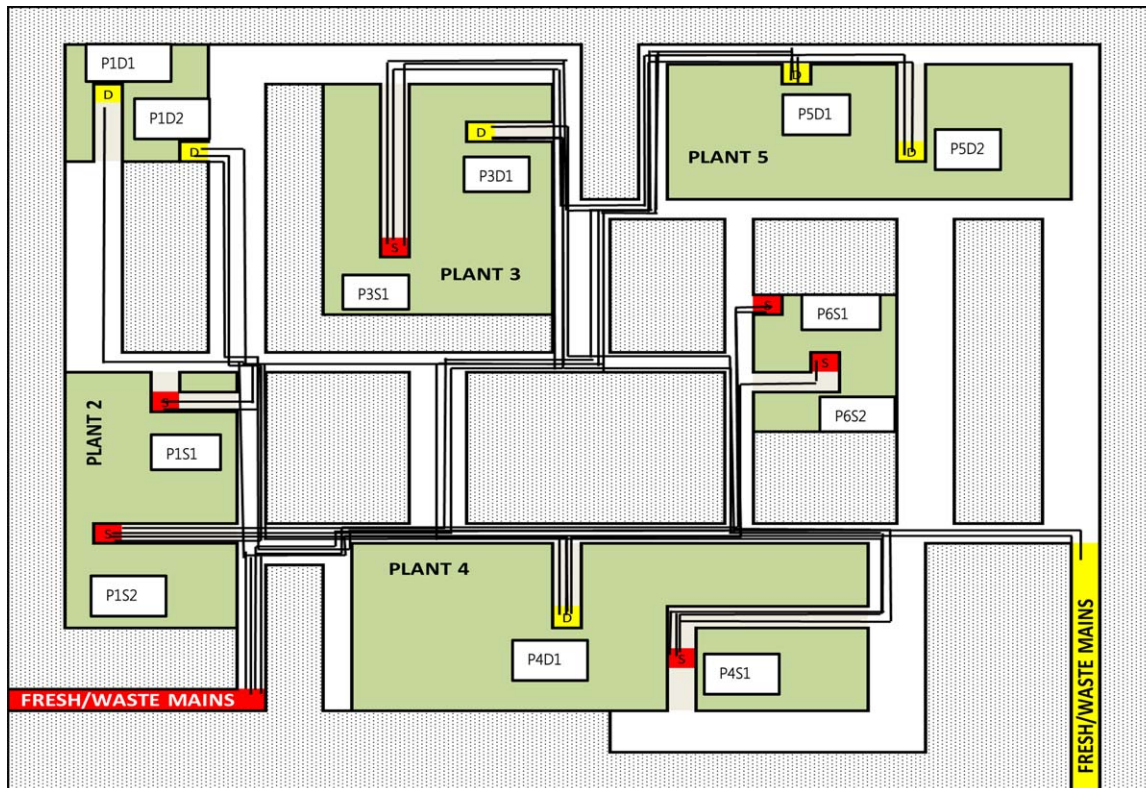 P1D1
D
P1D2
D
D
P3D1
S
P3S1
PLANT 3
D
P5D1
PLANT 5
D
P5D2
S
P6S1
S
P6S2
PLANT 2
S
P1S1
S
P1S2
PLANT 4
D
P4D1
S
P4S1
FRESH/WASTE MAINS
FRESH/WASTE MAINS